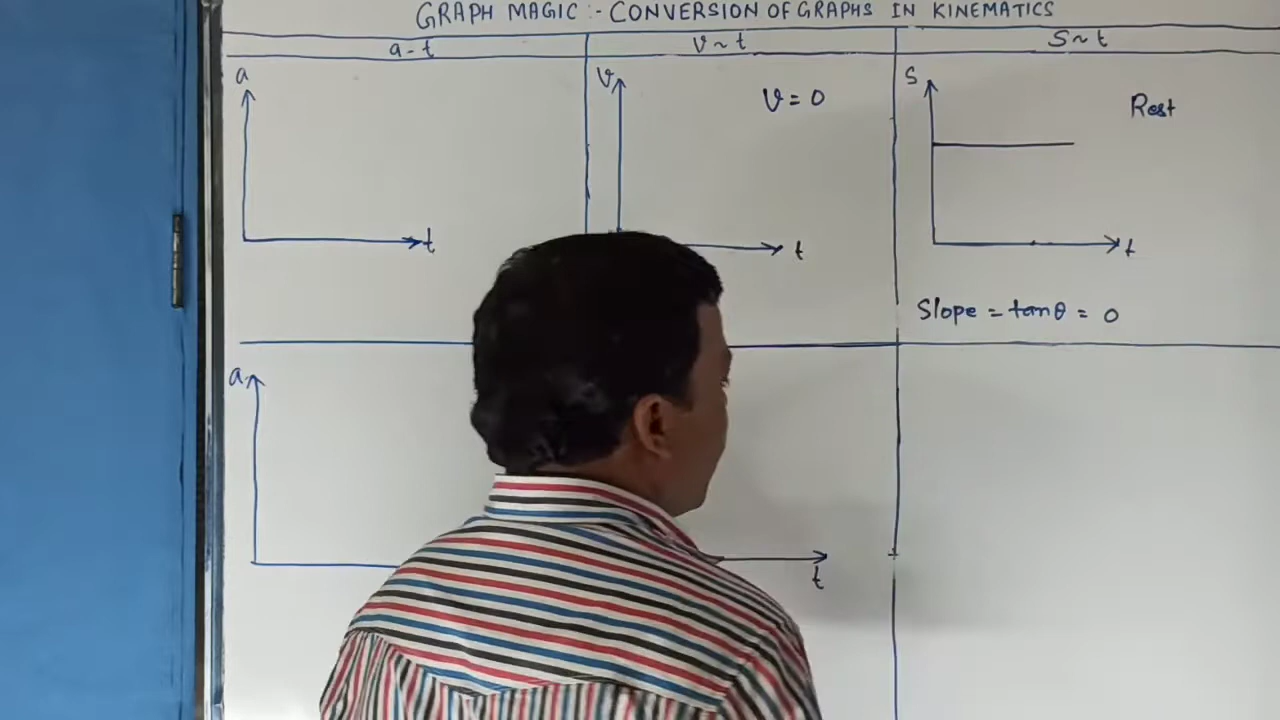 GRAPH MAGIC :- CONVERSION OF GRAPHS IN KINEMATICS
a - t
v ~ t
S ~ t
a
t
v
v = 0
t
S
Rest
t
Slope = tanθ = 0
a
t